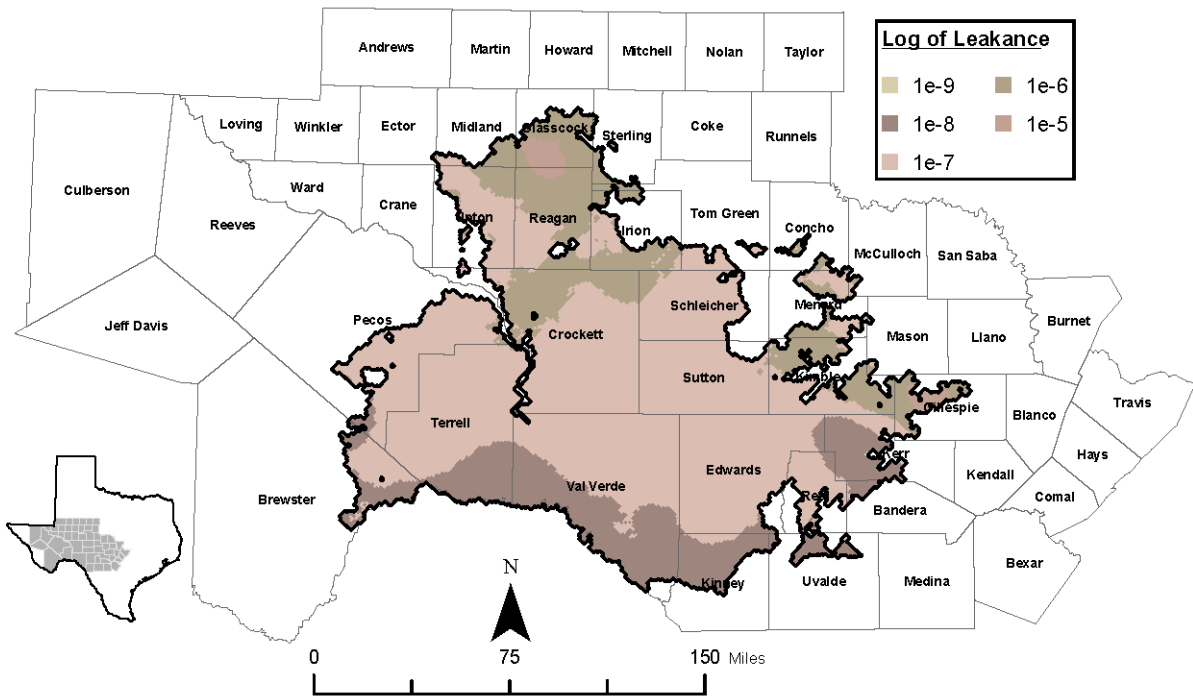 Andrews Martin Howard Mitchell Nolan Taylor
Log of Leakance
1e-9 1e-6
1e-8 1e-5
1e-7
Loving Winkler Ector Midland Glasscock Sterling Coke Runnels
Culberson Ward Crane Upton Reagan Irion Tom Green Concho
Reeves McCulloch San Saba
Jeff Davis Pecos Crockett Schleicher Menard Mason Llano Burnet
Sutton Kimble Gillespie Blanco Travis
Terrell Hays
Brewster Val Verde Edwards Real Kerr Kendall Comal
Bandera
Kinney Uvalde Medina Bexar
N
0 75 150 Miles